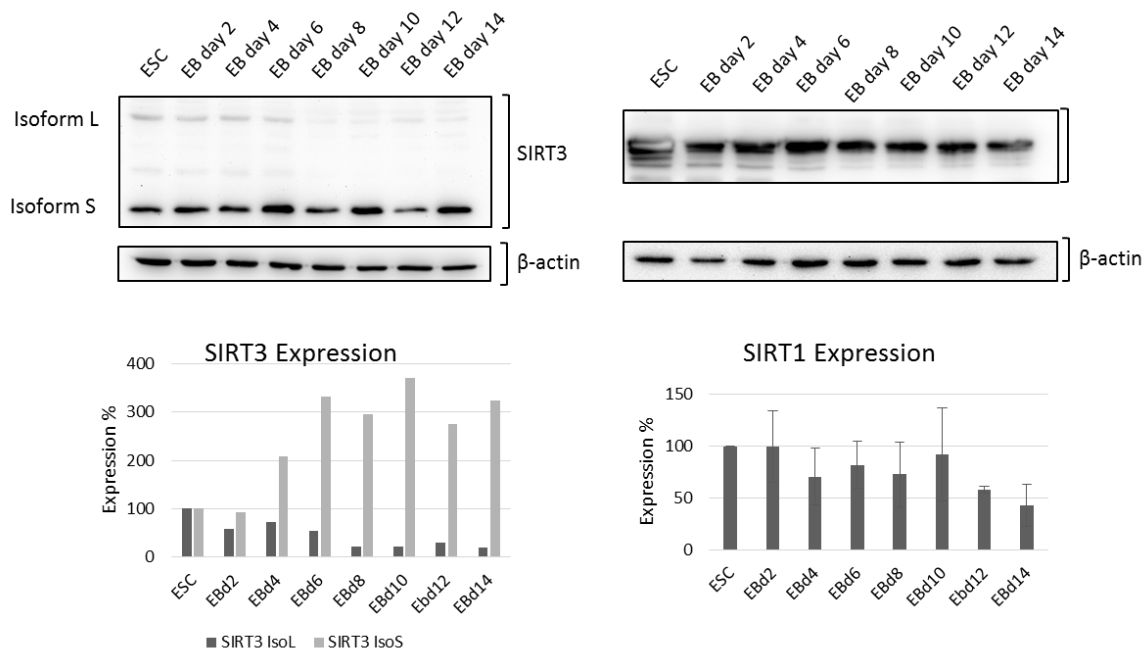 ESC EB day 2 EB day 4 EB day 6 EB day 8 EB day 10 EB day 12 EB day 14
Isoform L
SIRT3
Isoform S
β-actin
ESC EB day 2 EB day 4 EB day 6 EB day 8 EB day 10 EB day 12 EB day 14
β-actin
SIRT3 Expression
Expression %
400
300
200
100
0
ESC EBd2 EBd4 EBd6 EBd8 EBd10 Ebd12 EBd14
SIRT3 IsoL SIRT3 IsoS
SIRT1 Expression
Expression %
150
100
50
0
ESC EBd2 EBd4 EBd6 EBd8 EBd10 Ebd12 EBd14